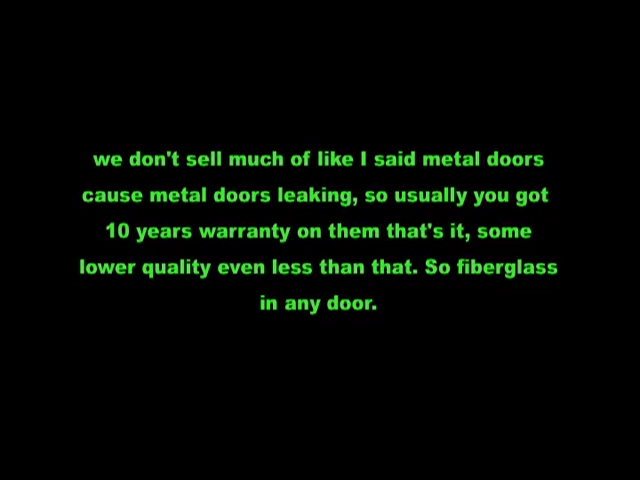 we don't sell much of like I said metal doors
cause metal doors leaking, so usually you got
10 years warranty on them that's it, some
lower quality even less than that. So fiberglass
in any door.